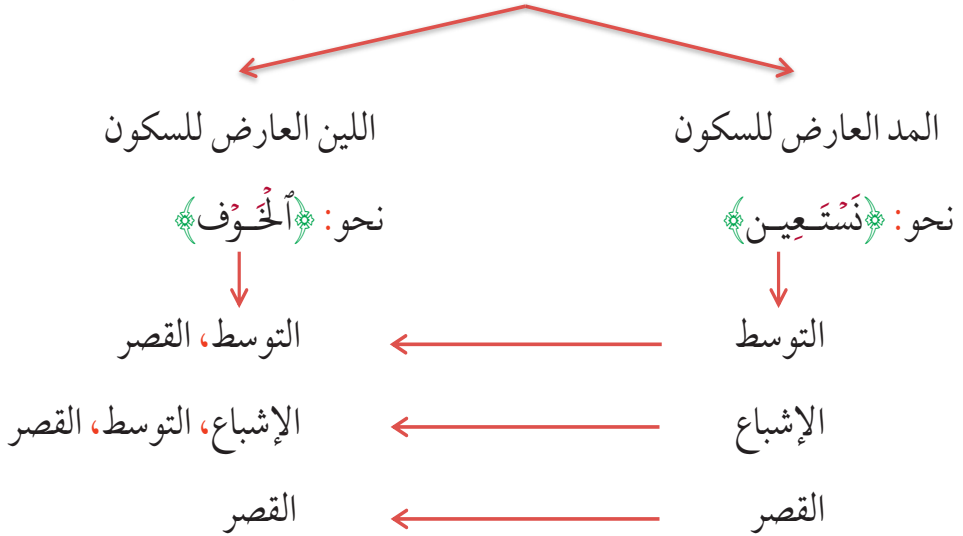 المد العارض للسكون اللين العارض للسكون
نحو: ﴿نَسْتَعِين﴾ نحو: ﴿ٱلْخَوْف﴾
التوسط التوسط، القصر
الإشباع الإشباع، التوسط، القصر
القصر القصر